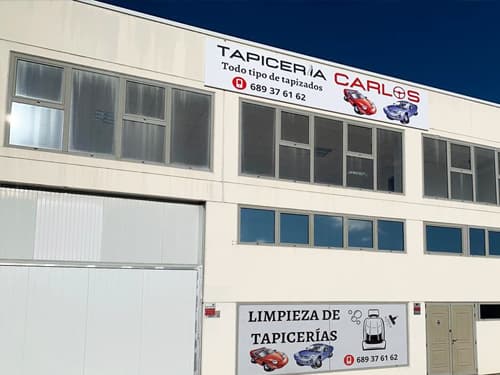 TAPICERIA CARLOS
Todo tipo de tapizados
689 37 61 62
LIMPIEZA DE
TAPICERÍAS
689 37 61 62